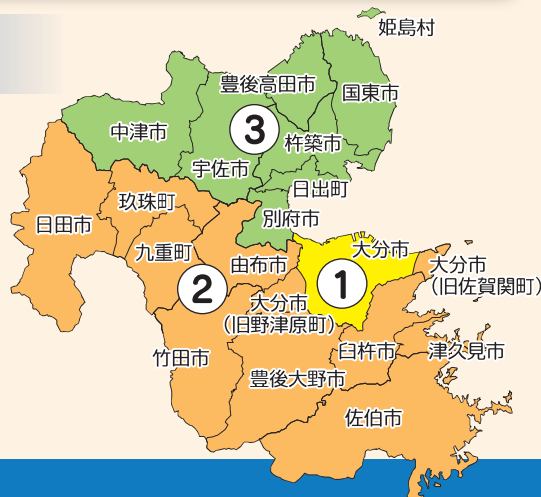 姫島村
豊後高田市
国東市
中津市
3
杵築市
宇佐市
日出町
玖珠町
別府市
日田市
九重町
由布市
大分市
大分市
(旧佐賀関町)
1
2
大分市
(旧野津原町)
竹田市
臼杵市
津久見市
豊後大野市
佐伯市